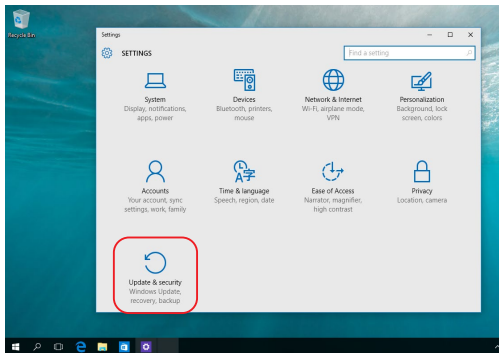 Recycle Bin
Settings
SETTINGS
Find a setting
System
Display, notifications,
apps, power
Devices
Bluetooth, printers,
mouse
Network & Internet
Wi-Fi, airplane mode,
VPN
Personalization
Background, lock
screen, colors
Accounts
Your account, sync
settings, work, family
Time & language
Speech, region, date
Ease of Access
Narrator, magnifier,
high contrast
Privacy
Location, camera
Update & security
Windows Update,
recovery, backup